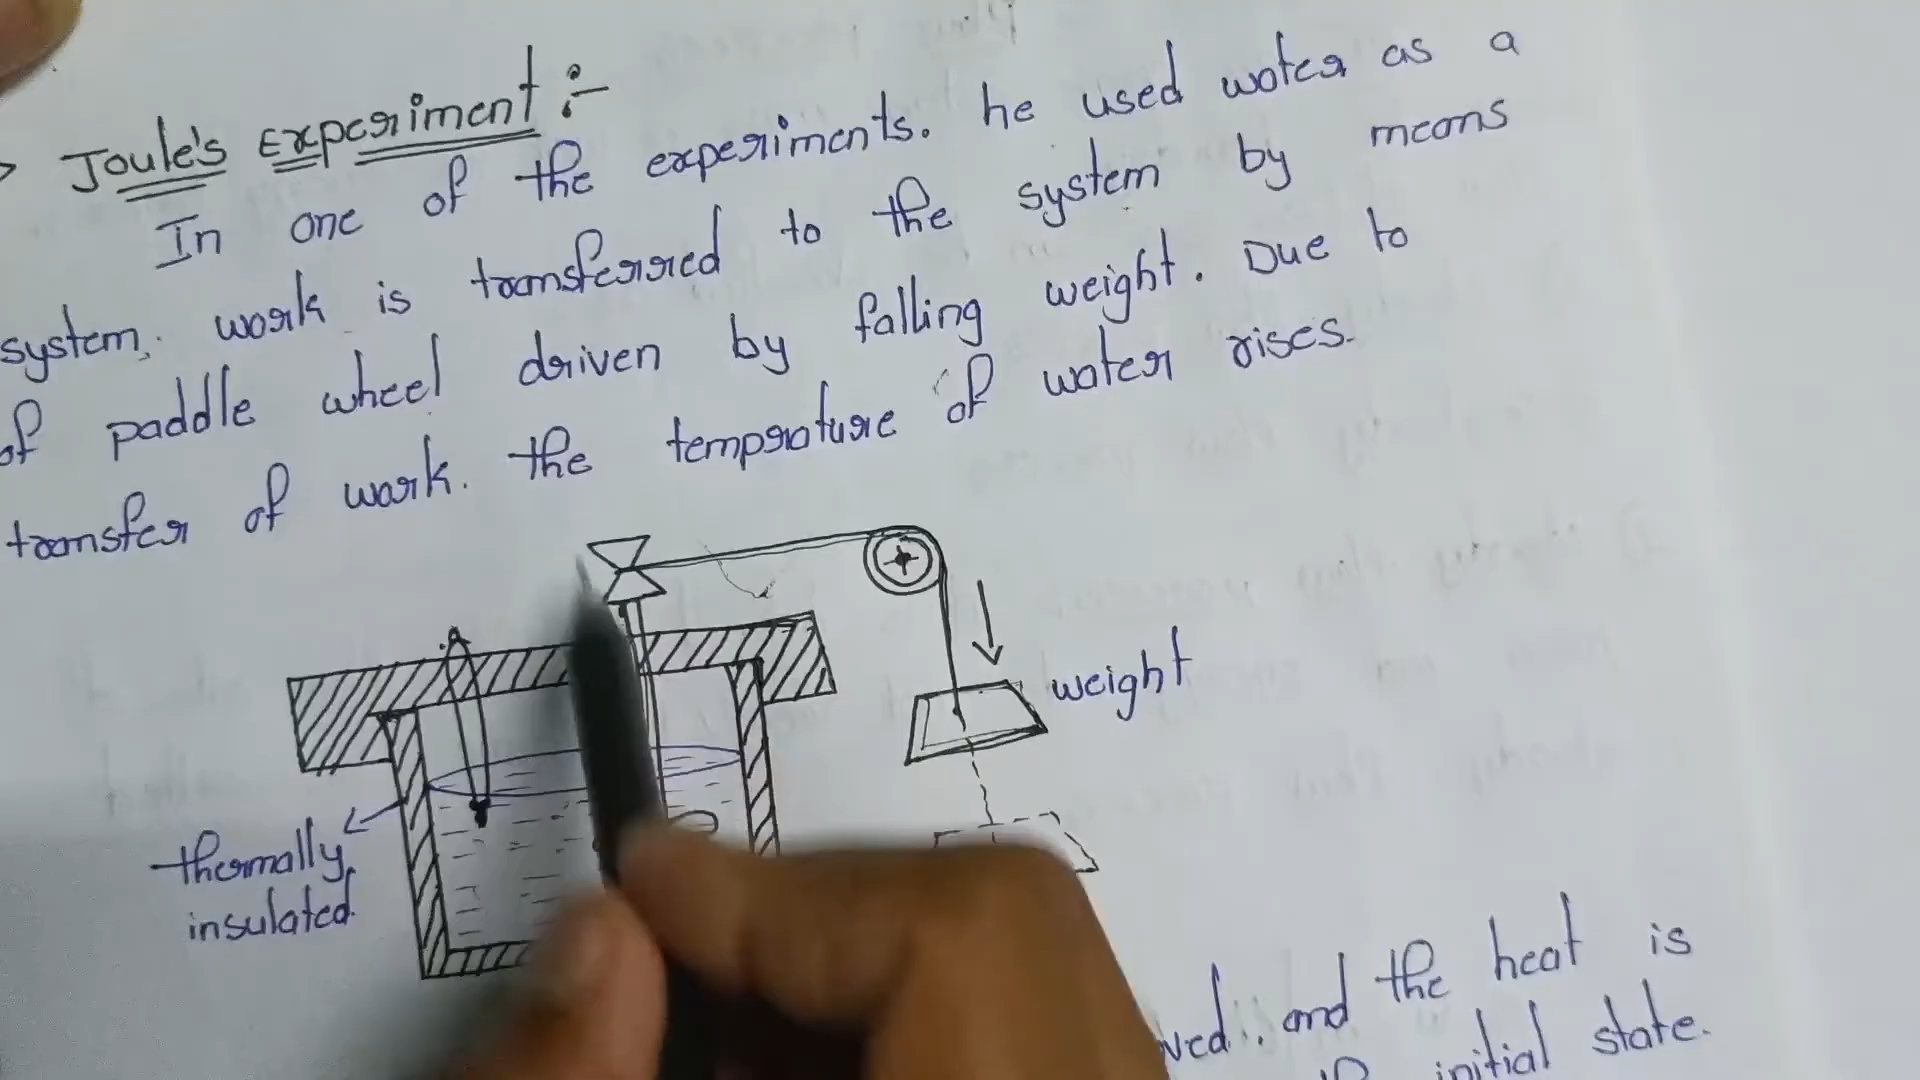 Joule's Experiment :-
In one of the experiments. he used water as a
system. work is transferred to the system by means
of paddle wheel driven by falling weight. Due to
transfer of work. the temprature of water rises.
weight
thermally
insulated
and the heat is
initial state.